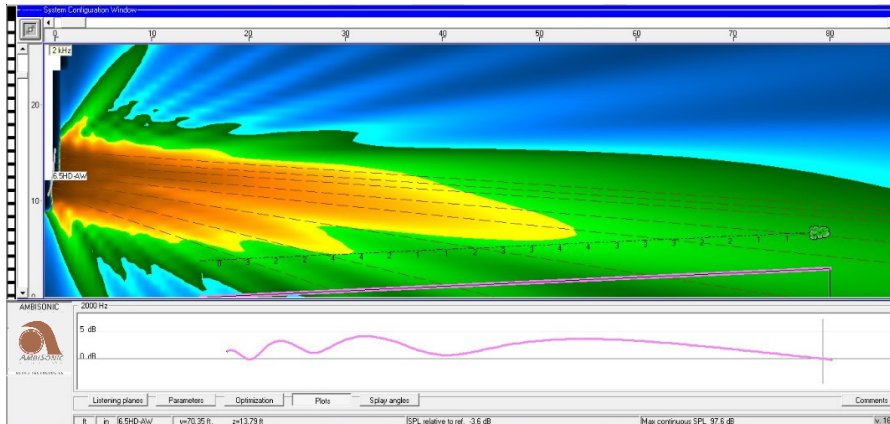 System Configuration Window
0 10 20 30 40 50 60 70 80
2 kHz
20
10
0
6.5HD-AW
AMBISONIC
2000 Hz
5 dB
0 dB
AMBISONIC
Listening planes Parameters Optimization Plots Splay angles Comments
ft in 6.5HD-AW y=70.35 ft. z=13.79 ft SPL relative to ref. -3.6 dB Max continuous SPL 97.6 dB